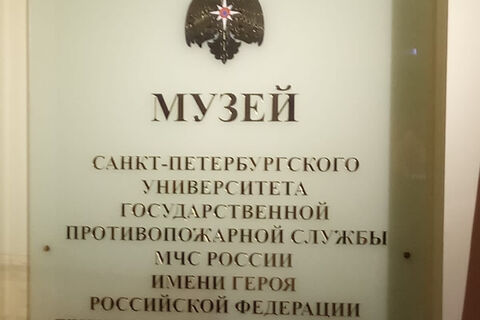 МУЗЕЙ
САНКТ-ПЕТЕРБУРГСКОГО
УНИВЕРСИТЕТА
ГОСУДАРСТВЕННОЙ
ПРОТИВОПОЖАРНОЙ СЛУЖБЫ
МЧС РОССИИ
ИМЕНИ ГЕРОЯ
РОССИЙСКОЙ ФЕДЕРАЦИИ